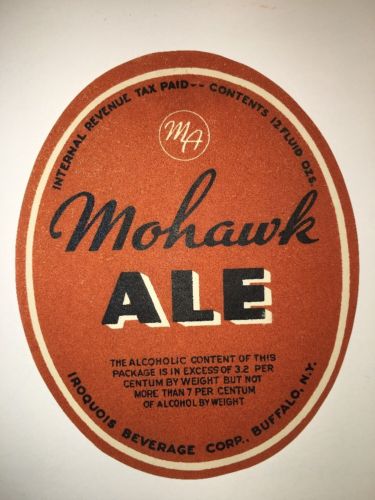 INTERNAL REVENUE TAX PAID -- CONTENTS 12 FLUID OZS.
MA
Mohawk
ALE
THE ALCOHOLIC CONTENT OF THIS
PACKAGE IS IN EXCESS OF 3.2 PER
CENTUM BY WEIGHT BUT NOT
MORE THAN 7 PER CENTUM
OF ALCOHOL BY WEIGHT
IROQUOIS BEVERAGE CORP., BUFFALO, N.Y.